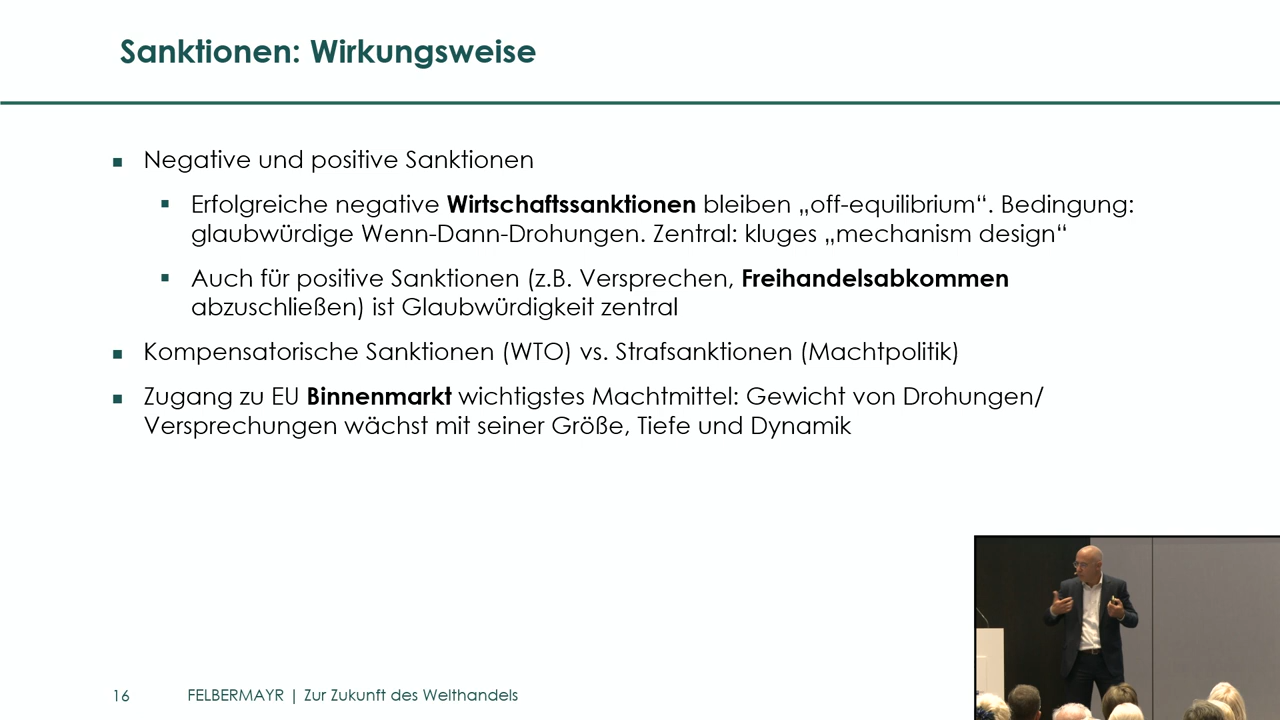 Sanktionen: Wirkungsweise
Negative und positive Sanktionen
Erfolgreiche negative Wirtschaftssanktionen bleiben „off-equilibrium“. Bedingung:
glaubwürdige Wenn-Dann-Drohungen. Zentral: kluges „mechanism design“
Auch für positive Sanktionen (z.B. Versprechen, Freihandelsabkommen
abzuschließen) ist Glaubwürdigkeit zentral
Kompensatorische Sanktionen (WTO) vs. Strafsanktionen (Machtpolitik)
Zugang zu EU Binnenmarkt wichtigstes Machtmittel: Gewicht von Drohungen/
Versprechungen wächst mit seiner Größe, Tiefe und Dynamik
16 FELBERMAYR | Zur Zukunft des Welthandels